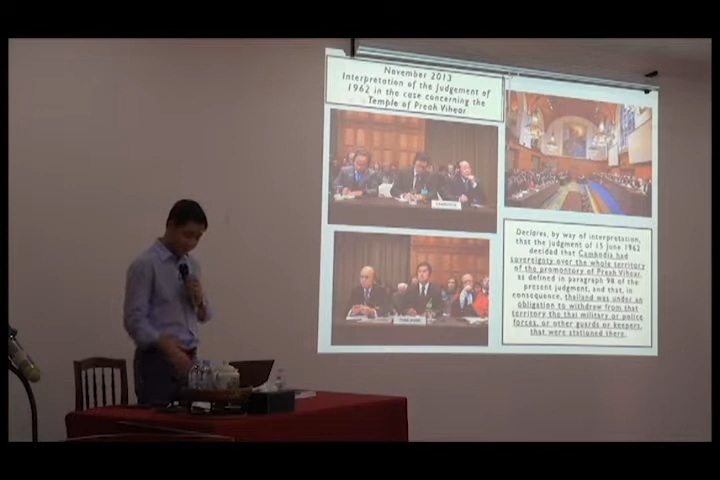 November 2013
Interpretation of the Judgement of
1962 in the case concerning the
Temple of Preah Vihear
CAMBODIA
THAILANDE
Declares, by way of interpretation,
that the judgment of 15 June 1962
decided that Cambodia had
sovereignty over the whole territory
of the promontory of Preah Vihear,
as defined in paragraph 98 of the
present judgment, and that, in
consequence, thailand was under an
obligation to withdraw from that
territory the thai military or police
forces, or other guards or keepers,
that were stationed there.